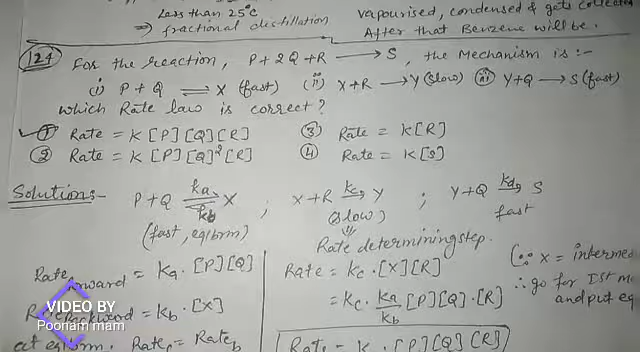 Less than 25°C
⇒ fractional distillation
vapourised, condensed & gets collected
After that Benzene will be.
124 For the reaction, P+2Q+R ⟶ S, the Mechanism is :-
(i) P+Q ⇌ X (fast) (ii) X+R ⟶ Y (slow) (iii) Y+Q ⟶ S (fast)
which Rate law is correct?
① Rate = K [P][Q][R] ③ Rate = K[R]
② Rate = K [P][Q]²[R] ④ Rate = K[S]
Solution:-
P+Q ka ⇌ kb X ; X+R kc ⟶ Y ; Y+Q kd ⟶ S
(fast, eqlbrm) (slow) fast
⇓
Rate determining step.
Rate forward = ka . [P][Q]
Rate Backward = kb . [X]
at eqlbrm. Rate f = Rate b
Rate = kc . [X][R]
= kc . ka/kb [P][Q] . [R]
Rate = K . [P][Q][R]
(∵ X = intermed
∴ go for Ist m
and put eq
VIDEO BY
Poonam mam